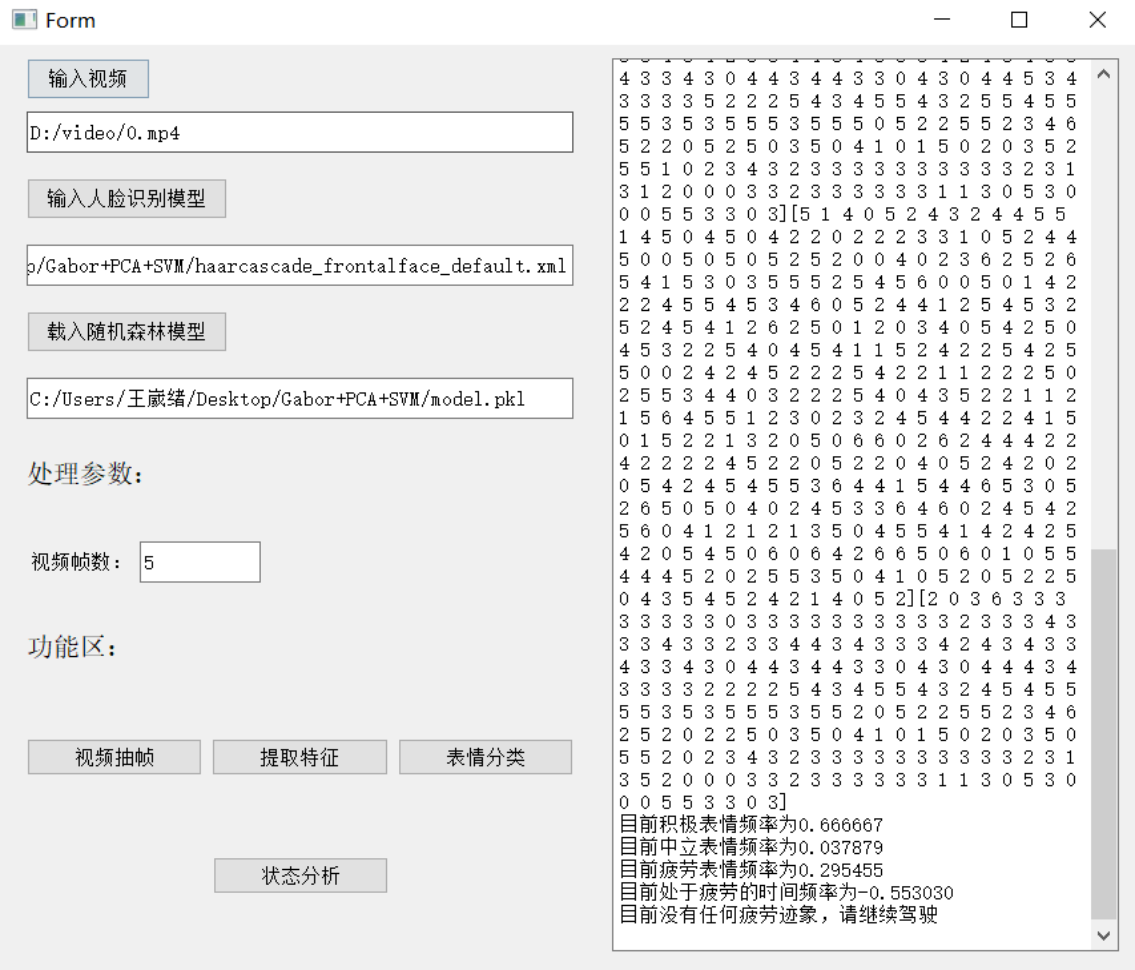 Form
输入视频
D:/video/0.mp4
输入人脸识别模型
p/Gabor+PCA+SVM/haarcascade_frontalface_default.xml
载入随机森林模型
C:/Users/王崴绪/Desktop/Gabor+PCA+SVM/model.pkl
处理参数：
视频帧数： 5
功能区：
视频抽帧 提取特征 表情分类
状态分析
4 3 3 4 3 0 4 4 3 4 4 3 3 0 4 3 0 4 4 5 3 4
3 3 3 3 5 2 2 2 5 4 3 4 5 5 4 3 2 5 5 4 5 5
5 5 3 5 3 5 5 5 3 5 5 5 0 5 2 2 5 5 2 3 4 6
5 2 2 0 5 2 5 0 3 5 0 4 1 0 1 5 0 2 0 3 5 2
5 5 1 0 2 3 4 3 2 3 3 3 3 3 3 3 3 3 3 2 3 1
3 1 2 0 0 0 3 3 2 3 3 3 3 3 3 1 1 3 0 5 3 0
0 0 5 5 3 3 0 3][5 1 4 0 5 2 4 3 2 4 4 5 5
1 4 5 0 4 5 0 4 2 2 0 2 2 2 3 3 1 0 5 2 4 4
5 0 0 5 0 5 0 5 2 5 2 0 0 4 0 2 3 6 2 5 2 6
5 4 1 5 3 0 3 5 5 5 2 5 4 5 6 0 0 5 0 1 4 2
2 2 4 5 5 4 5 3 4 6 0 5 2 4 4 1 2 5 4 5 3 2
5 2 4 5 4 1 2 6 2 5 0 1 2 0 3 4 0 5 4 2 5 0
4 5 3 2 2 5 4 0 4 5 4 1 1 5 2 4 2 2 5 4 2 5
5 0 0 2 4 2 4 5 2 2 2 5 4 2 2 1 1 2 2 2 5 0
2 5 5 3 4 4 0 3 2 2 2 5 4 0 4 3 5 2 2 1 1 2
1 5 6 4 5 5 1 2 3 0 2 3 2 4 5 4 4 2 2 4 1 5
0 1 5 2 2 1 3 2 0 5 0 6 6 0 2 6 2 4 4 4 2 2
4 2 2 2 2 4 5 2 2 0 5 2 2 0 4 0 5 2 4 2 0 2
0 5 4 2 4 5 4 5 5 3 6 4 4 1 5 4 4 6 5 3 0 5
2 6 5 0 5 0 4 0 2 4 5 3 3 6 4 6 0 2 4 5 4 2
5 6 0 4 1 2 1 2 1 3 5 0 4 5 5 4 1 4 2 4 2 5
4 2 0 5 4 5 0 6 0 6 4 2 6 6 5 0 6 0 1 0 5 5
4 4 4 5 2 0 2 5 5 3 5 0 4 1 0 5 2 0 5 2 2 5
0 4 3 5 4 5 2 4 2 1 4 0 5 2][2 0 3 6 3 3 3
3 3 3 3 3 0 3 3 3 3 3 3 3 3 3 2 3 3 3 4 3
3 3 4 3 3 2 3 3 4 4 3 4 3 3 3 4 2 4 3 4 3 3
4 3 3 4 3 0 4 4 3 4 4 3 3 0 4 3 0 4 4 4 3 4
3 3 3 3 2 2 2 2 5 4 3 4 5 5 4 3 2 4 5 4 5 5
5 5 3 5 3 5 5 5 3 5 5 2 0 5 2 2 5 5 2 3 4 6
2 5 2 0 2 2 5 0 3 5 0 4 1 0 1 5 0 2 0 3 5 0
5 5 2 0 2 3 4 3 2 3 3 3 3 3 3 3 3 3 3 2 3 1
3 5 2 0 0 0 3 3 2 3 3 3 3 3 3 1 1 3 0 5 3 0
0 0 5 5 3 3 0 3]
目前积极表情频率为0.666667
目前中立表情频率为0.037879
目前疲劳表情频率为0.295455
目前处于疲劳的时间频率为-0.553030
目前没有任何疲劳迹象，请继续驾驶